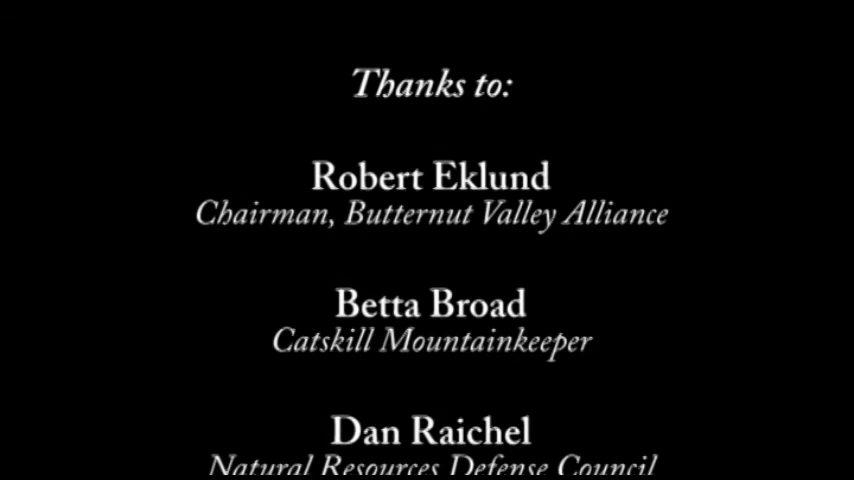 Thanks to:
Robert Eklund
Chairman, Butternut Valley Alliance
Betta Broad
Catskill Mountainkeeper
Dan Raichel
Natural Resources Defense Council